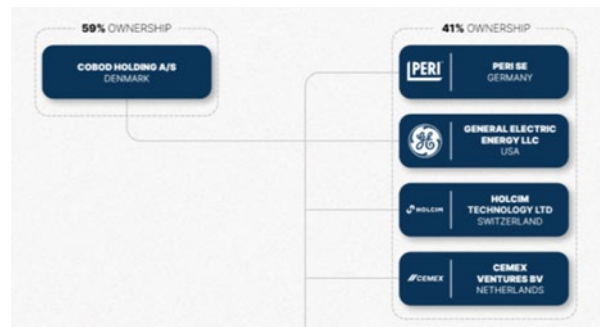 59% OWNERSHIP
COBOD HOLDING A/S
DENMARK
41% OWNERSHIP
PERI
PERI SE
GERMANY
GE
GENERAL ELECTRIC
ENERGY LLC
USA
HOLCIM
HOLCIM
TECHNOLOGY LTD
SWITZERLAND
CEMEX
CEMEX
VENTURES BV
NETHERLANDS